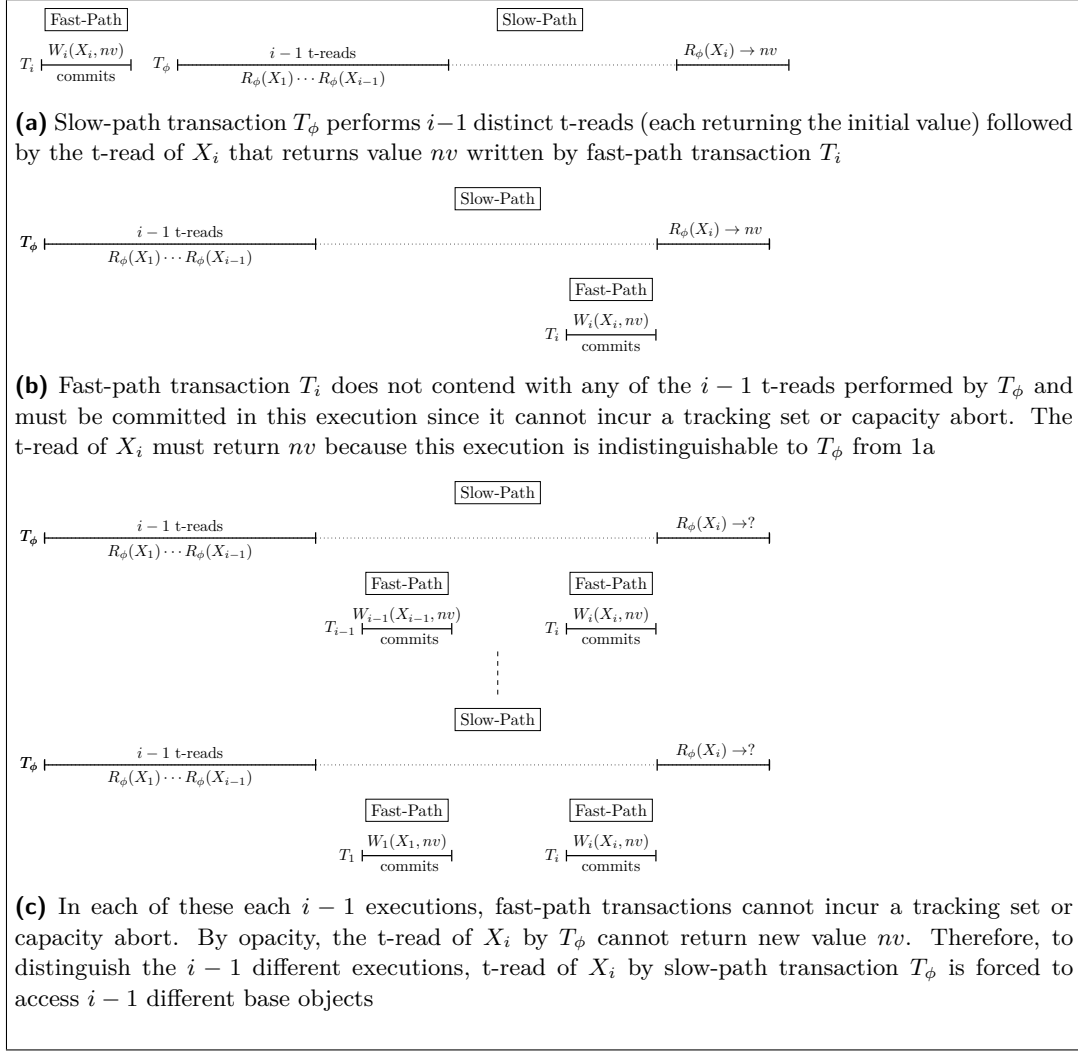 Fast-Path
Slow-Path
T_i W_i(X_i, nv) commits
T_ϕ i − 1 t-reads R_ϕ(X_1) · · · R_ϕ(X_{i−1}) R_ϕ(X_i) → nv
(a) Slow-path transaction T_ϕ performs i−1 distinct t-reads (each returning the initial value) followed
by the t-read of X_i that returns value nv written by fast-path transaction T_i
Slow-Path
T_ϕ i − 1 t-reads R_ϕ(X_1) · · · R_ϕ(X_{i−1}) R_ϕ(X_i) → nv
Fast-Path
T_i W_i(X_i, nv) commits
(b) Fast-path transaction T_i does not contend with any of the i − 1 t-reads performed by T_ϕ and
must be committed in this execution since it cannot incur a tracking set or capacity abort. The
t-read of X_i must return nv because this execution is indistinguishable to T_ϕ from 1a
Slow-Path
T_ϕ i − 1 t-reads R_ϕ(X_1) · · · R_ϕ(X_{i−1}) R_ϕ(X_i) →?
Fast-Path
Fast-Path
T_{i−1} W_{i−1}(X_{i−1}, nv) commits
T_i W_i(X_i, nv) commits
Slow-Path
T_ϕ i − 1 t-reads R_ϕ(X_1) · · · R_ϕ(X_{i−1}) R_ϕ(X_i) →?
Fast-Path
Fast-Path
T_1 W_1(X_1, nv) commits
T_i W_i(X_i, nv) commits
(c) In each of these each i − 1 executions, fast-path transactions cannot incur a tracking set or
capacity abort. By opacity, the t-read of X_i by T_ϕ cannot return new value nv. Therefore, to
distinguish the i − 1 different executions, t-read of X_i by slow-path transaction T_ϕ is forced to
access i − 1 different base objects